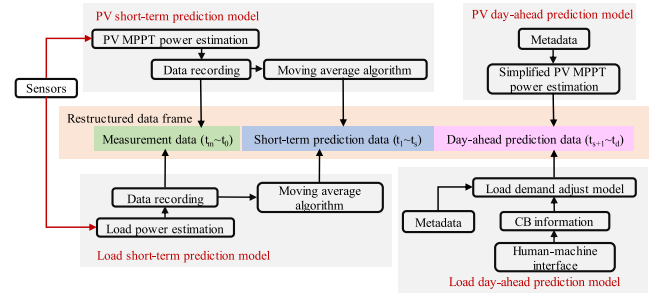 PV short-term prediction model
PV MPPT power estimation
Data recording
Moving average algorithm
PV day-ahead prediction model
Metadata
Simplified PV MPPT
power estimation
Sensors
Restructured data frame
Measurement data (tm~t0)
Short-term prediction data (t1~ts)
Day-ahead prediction data (ts+1~td)
Data recording
Moving average
algorithm
Load power estimation
Load short-term prediction model
Load demand adjust model
Metadata
CB information
Human-machine
interface
Load day-ahead prediction model